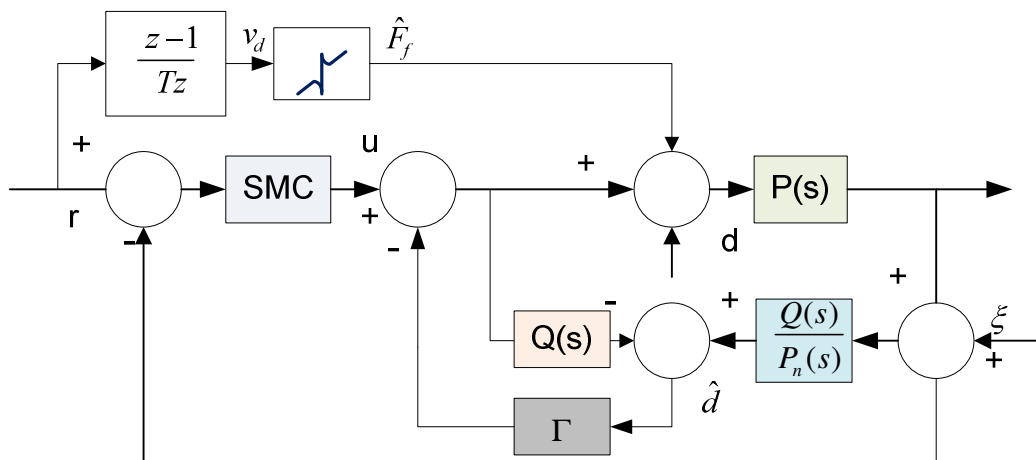 z − 1
Tz
v_d
F̂_f
+
r
-
SMC
u
+
-
+
d
P(s)
+
ξ
+
Q(s)
P_n(s)
+
-
Q(s)
d̂
Γ